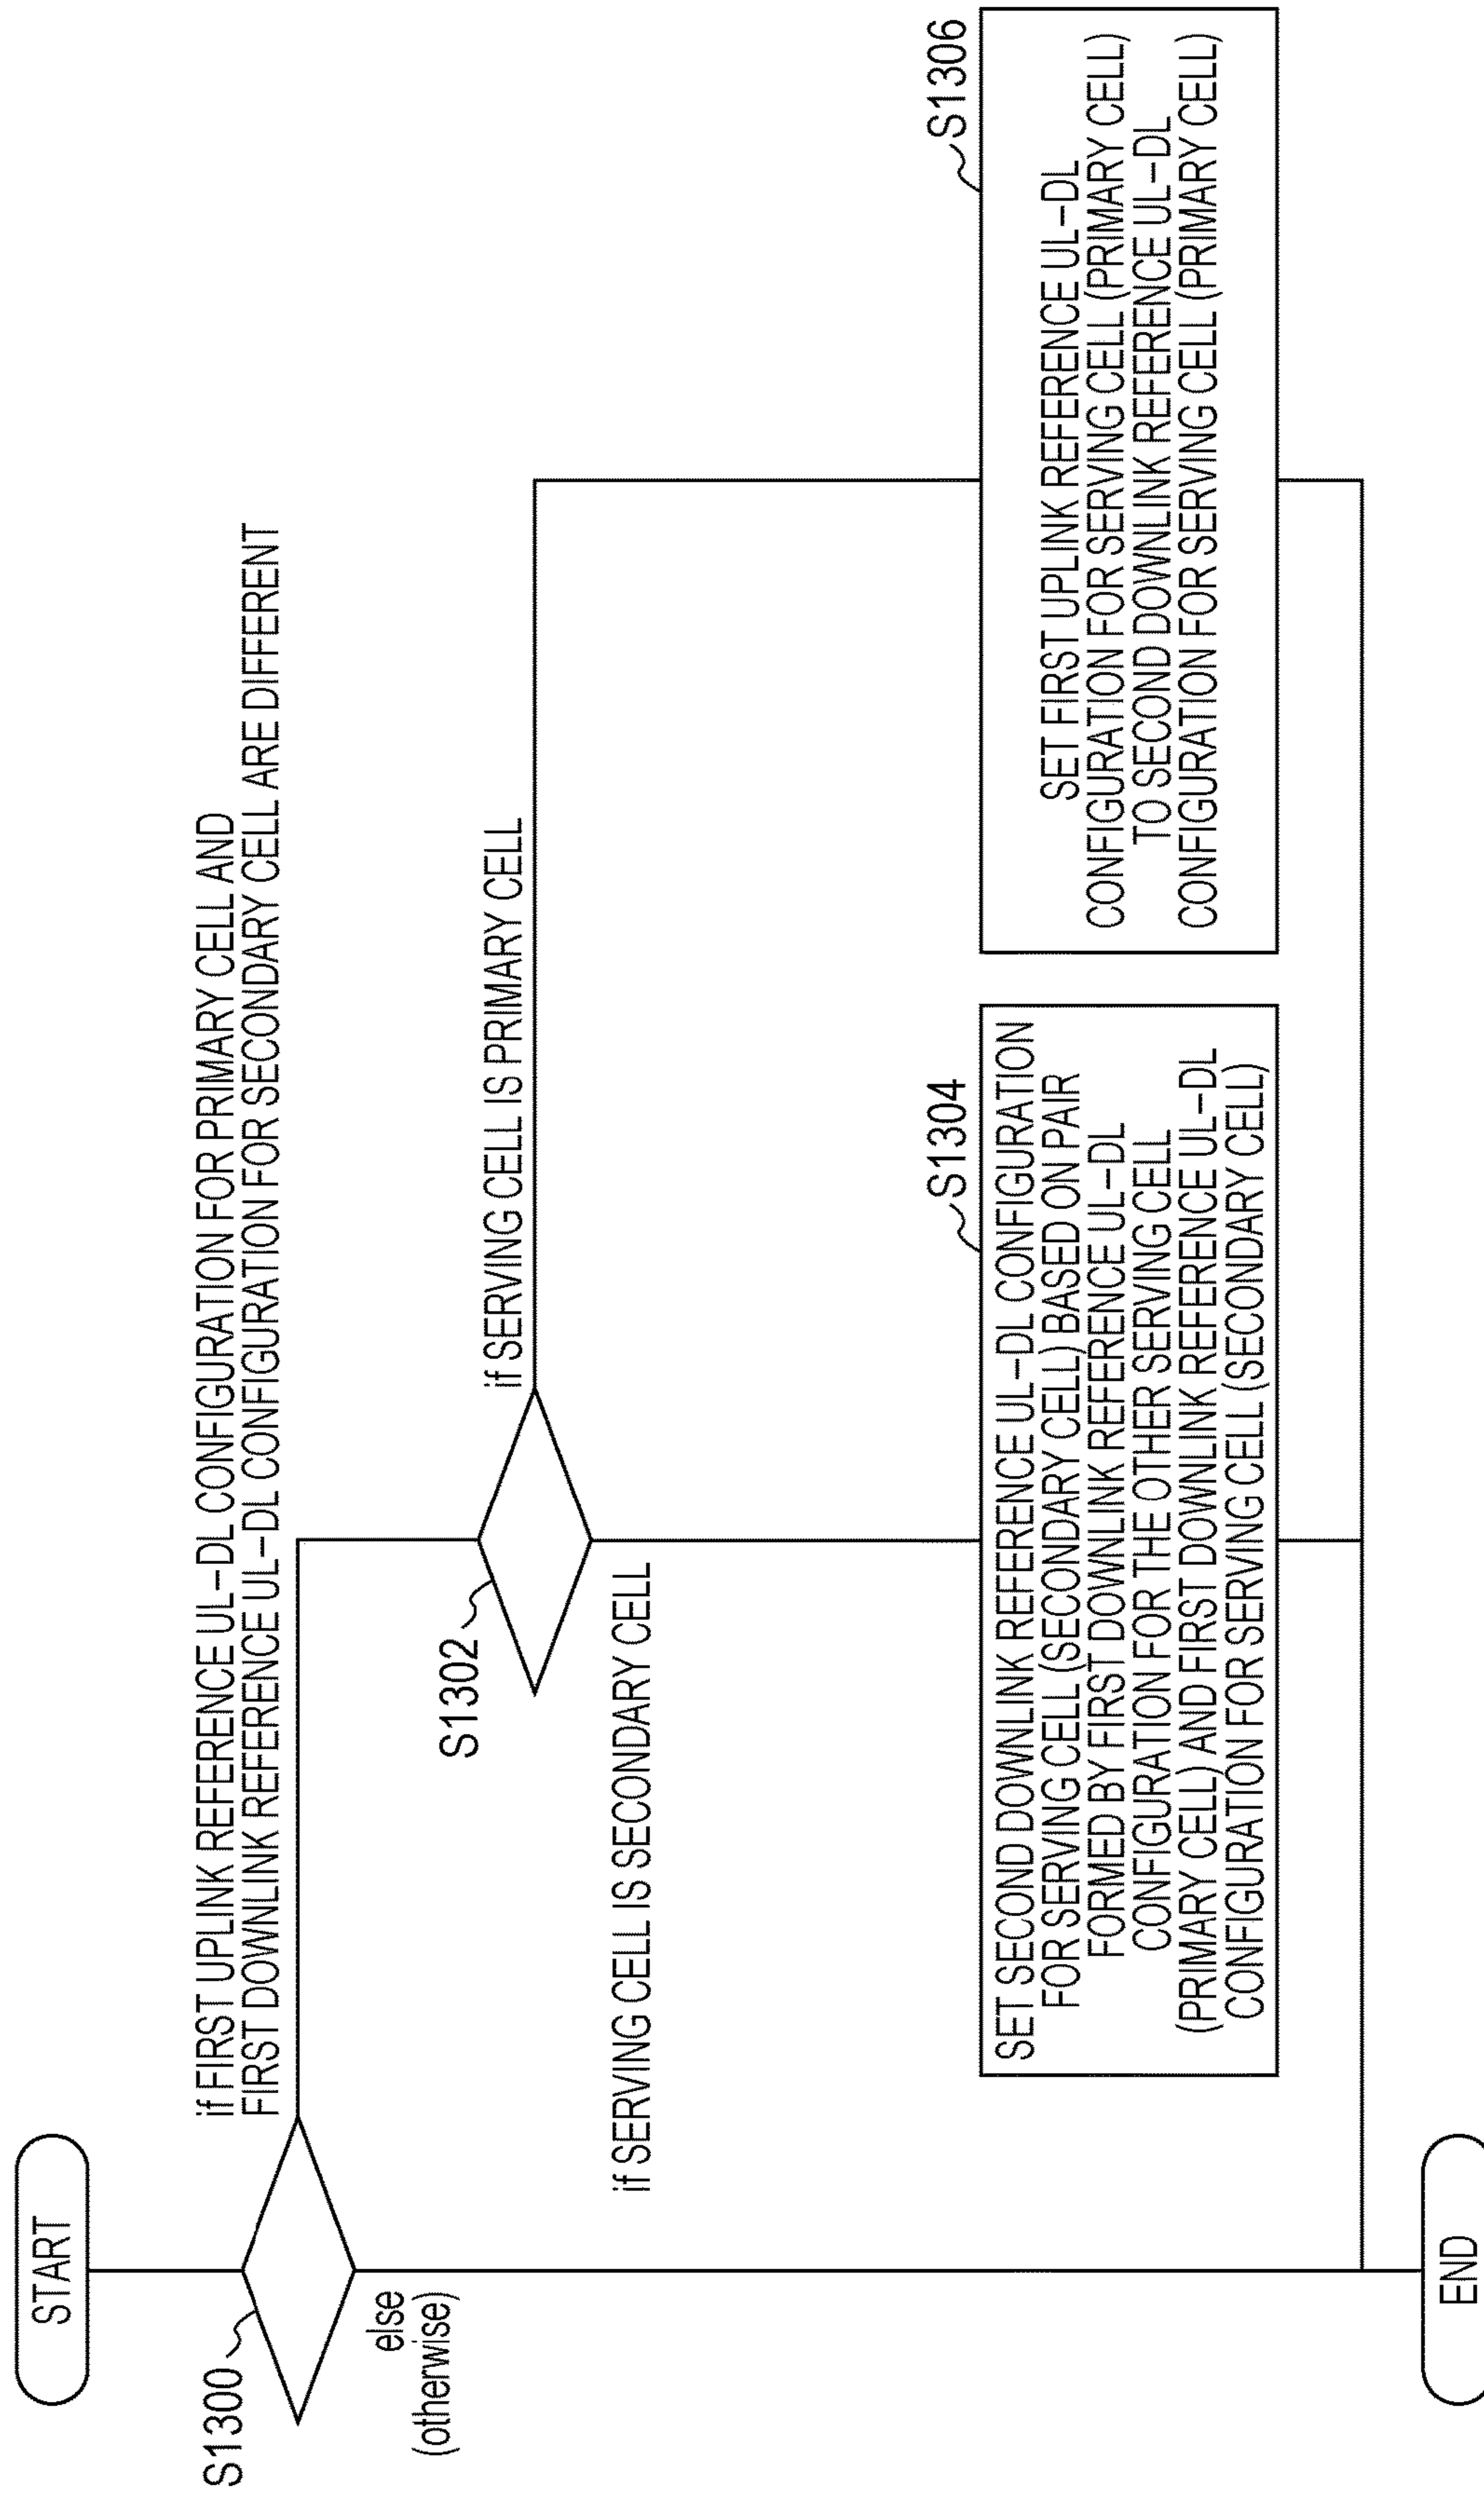 START
S1300
if FIRST UPLINK REFERENCE UL-DL CONFIGURATION FOR PRIMARY CELL AND
FIRST DOWNLINK REFERENCE UL-DL CONFIGURATION FOR SECONDARY CELL ARE DIFFERENT
else
(otherwise)
S1302
if SERVING CELL IS PRIMARY CELL
if SERVING CELL IS SECONDARY CELL
S1304
SET SECOND DOWNLINK REFERENCE UL-DL CONFIGURATION
FOR SERVING CELL (SECONDARY CELL) BASED ON PAIR
FORMED BY FIRST DOWNLINK REFERENCE UL-DL
CONFIGURATION FOR THE OTHER SERVING CELL
(PRIMARY CELL) AND FIRST DOWNLINK REFERENCE UL-DL
CONFIGURATION FOR SERVING CELL (SECONDARY CELL)
S1306
SET FIRST UPLINK REFERENCE UL-DL
CONFIGURATION FOR SERVING CELL (PRIMARY CELL)
TO SECOND DOWNLINK REFERENCE UL-DL
CONFIGURATION FOR SERVING CELL (PRIMARY CELL)
END